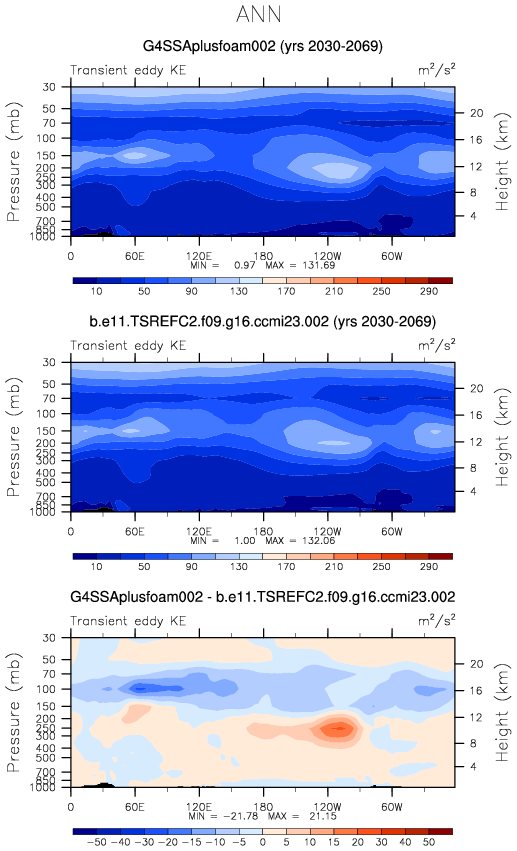 ANN
G4SSAplusfoam002 (yrs 2030-2069)
Transient eddy KE m²/s²
Pressure (mb)
30
50
70
100
150
200
250
300
400
500
700
850
1000
20
16
12
8
4
Height (km)
0 60E 120E 180 120W 60W
MIN = 0.97 MAX = 131.69
10 50 90 130 170 210 250 290
b.e11.TSREFC2.f09.g16.ccmi23.002 (yrs 2030-2069)
Transient eddy KE m²/s²
Pressure (mb)
30
50
70
100
150
200
250
300
400
500
700
850
1000
20
16
12
8
4
Height (km)
0 60E 120E 180 120W 60W
MIN = 1.00 MAX = 132.06
10 50 90 130 170 210 250 290
G4SSAplusfoam002 - b.e11.TSREFC2.f09.g16.ccmi23.002
Transient eddy KE m²/s²
Pressure (mb)
30
50
70
100
150
200
250
300
400
500
700
850
1000
20
16
12
8
4
Height (km)
0 60E 120E 180 120W 60W
MIN = −21.78 MAX = 21.15
−50 −40 −30 −20 −15 −10 −5 0 5 10 15 20 30 40 50